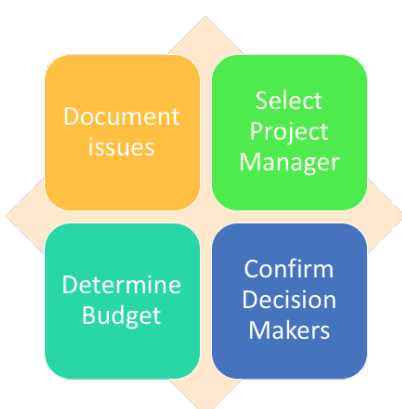 Document
issues
Select
Project
Manager
Determine
Budget
Confirm
Decision
Makers